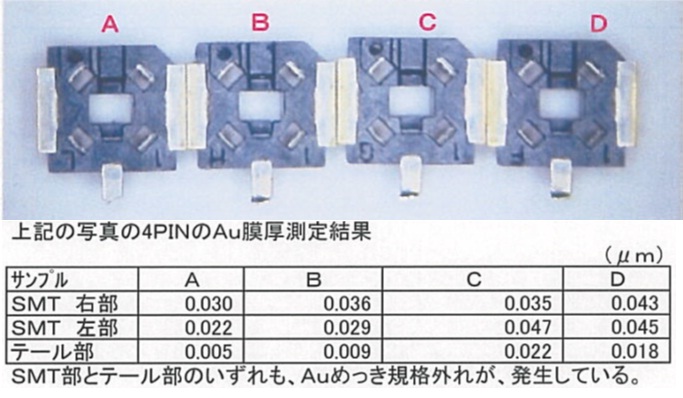 A B C D
L 1 H 1 G 1 F 1
上記の写真の4PINのAu膜厚測定結果
(μm)
ｻﾝﾌﾟﾙ A B C D
SMT 右部 0.030 0.036 0.035 0.043
SMT 左部 0.022 0.029 0.047 0.045
テール部 0.005 0.009 0.022 0.018
SMT部とテール部のいずれも、Auめっき規格外れが、発生している。